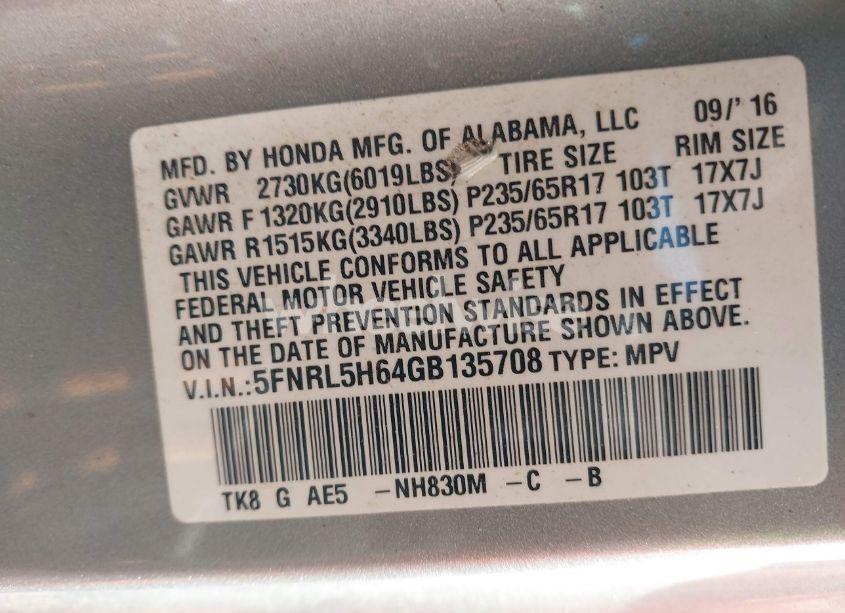 MFD. BY HONDA MFG. OF ALABAMA, LLC 09/' 16
GVWR 2730KG(6019LBS) TIRE SIZE RIM SIZE
GAWR F 1320KG(2910LBS) P235/65R17 103T 17X7J
GAWR R1515KG(3340LBS) P235/65R17 103T 17X7J
THIS VEHICLE CONFORMS TO ALL APPLICABLE
FEDERAL MOTOR VEHICLE SAFETY
AND THEFT PREVENTION STANDARDS IN EFFECT
ON THE DATE OF MANUFACTURE SHOWN ABOVE.
V.I.N.:5FNRL5H64GB135708 TYPE: MPV
TK8 G AE5 -NH830M -C -B